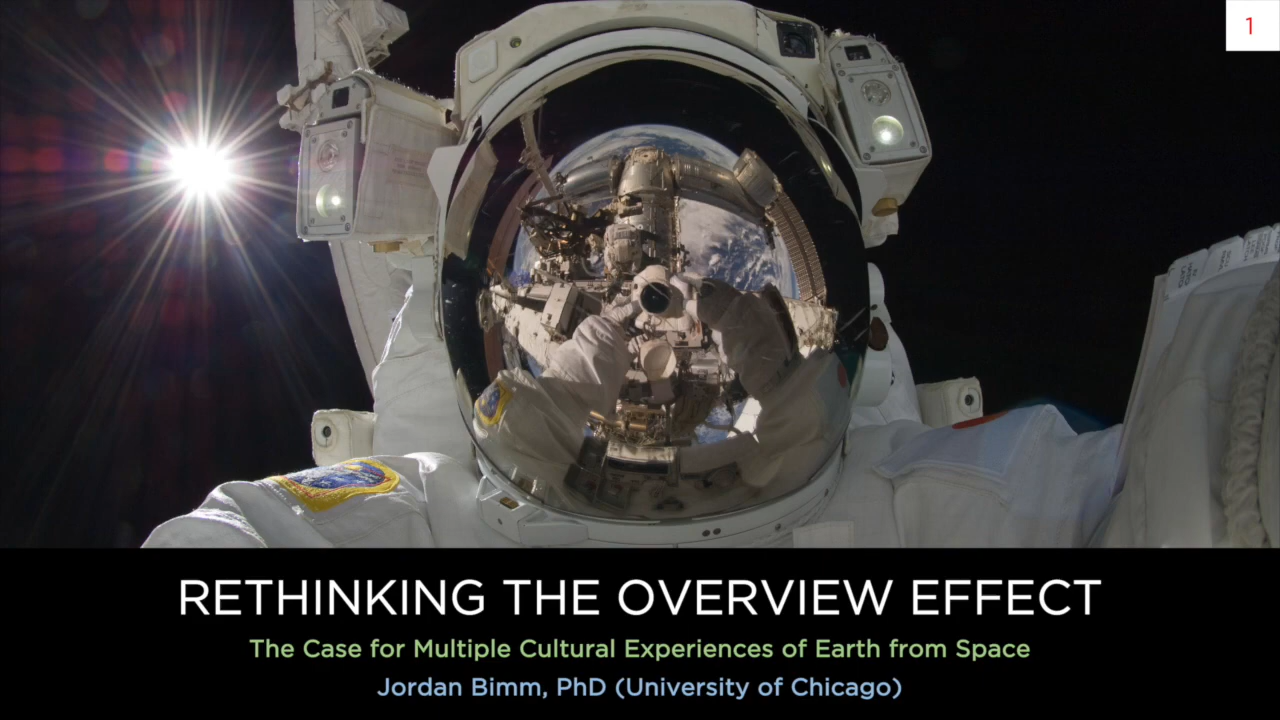 1
RETHINKING THE OVERVIEW EFFECT
The Case for Multiple Cultural Experiences of Earth from Space
Jordan Bimm, PhD (University of Chicago)